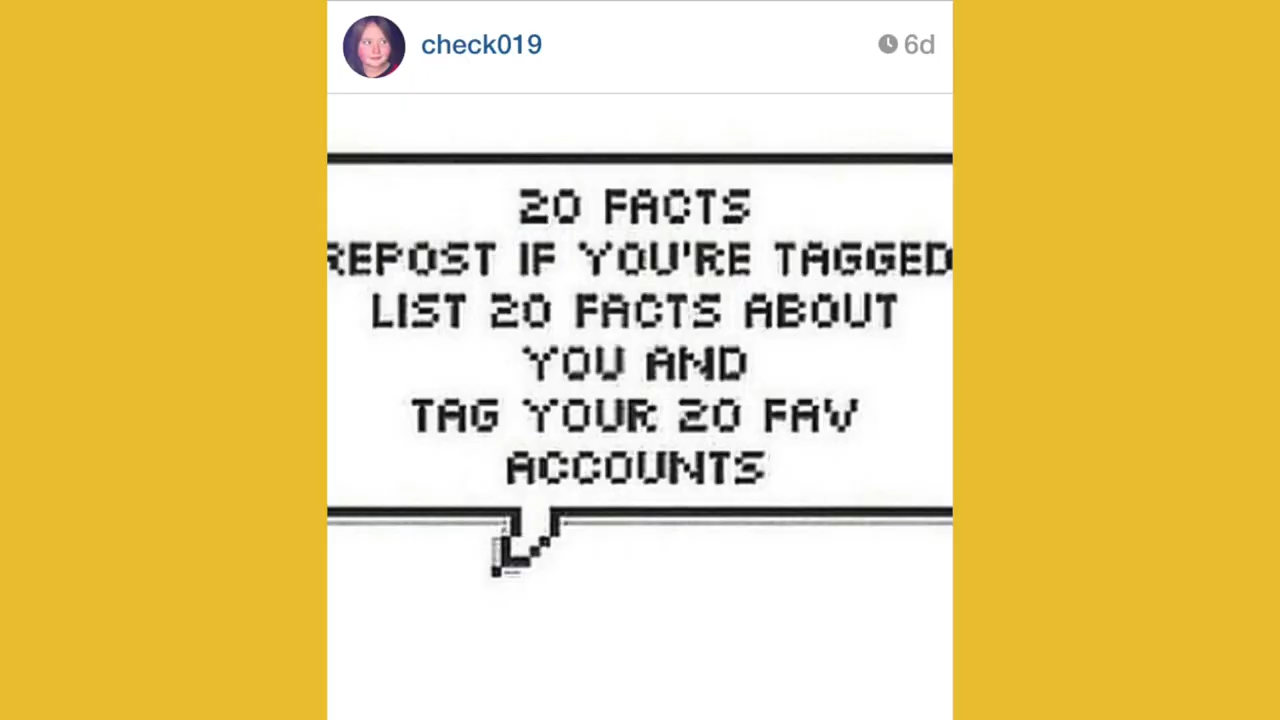 check019
6d
20 FACTS
REPOST IF YOU'RE TAGGED
LIST 20 FACTS ABOUT
YOU AND
TAG YOUR 20 FAV
ACCOUNTS